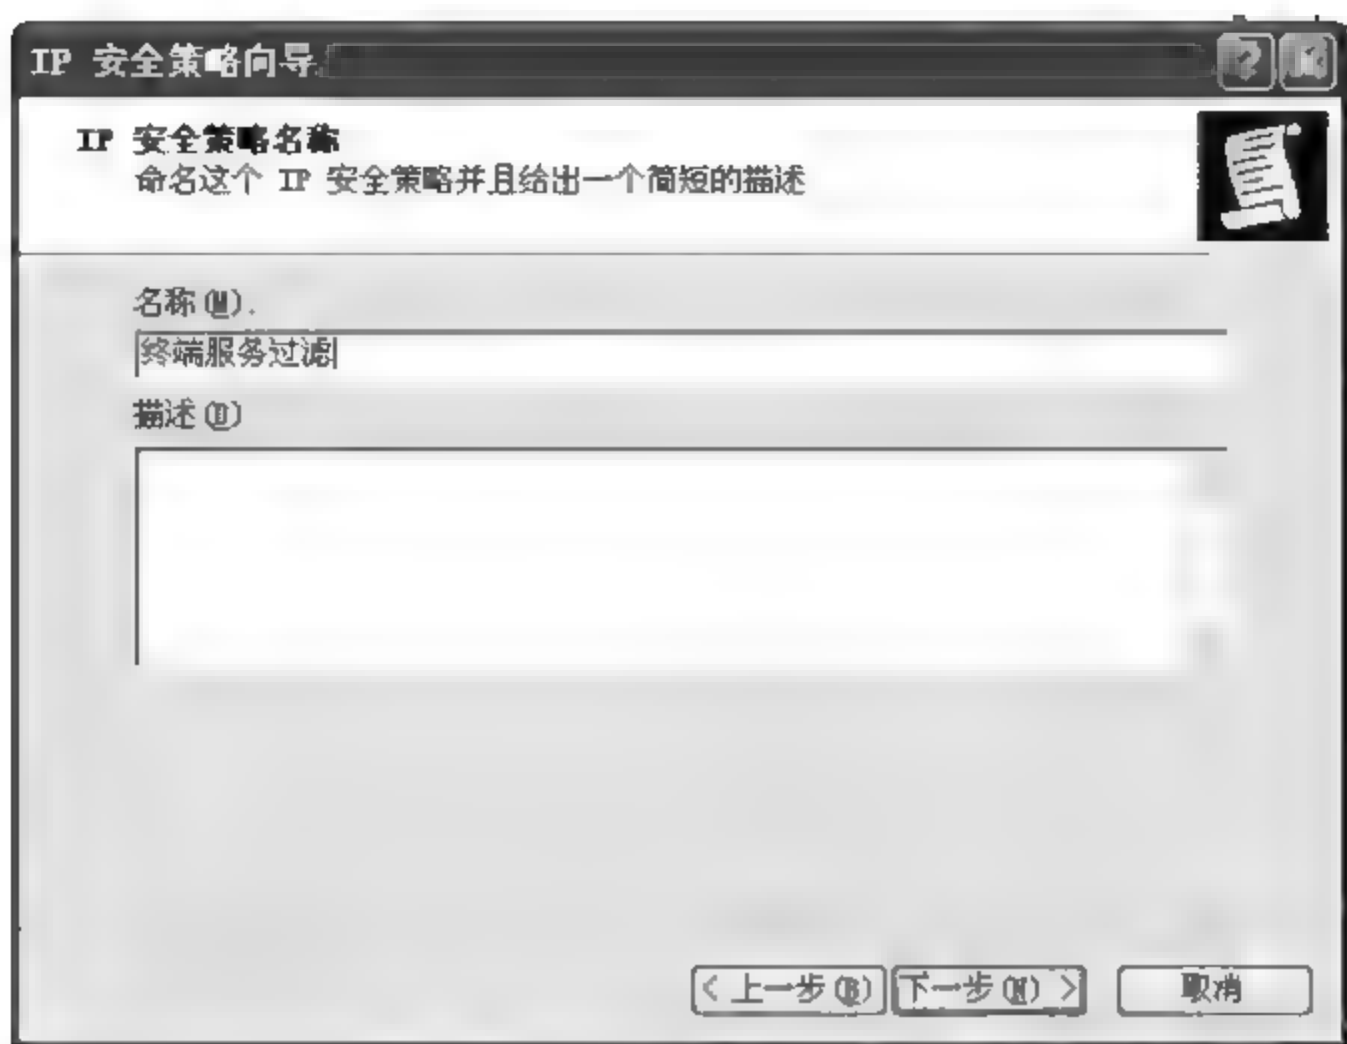 IP 安全策略向导
IP 安全策略名称
命名这个 IP 安全策略并且给出一个简短的描述
名称(M).
终端服务过滤
描述(D)
< 上一步(B) 下一步(N) > 取消